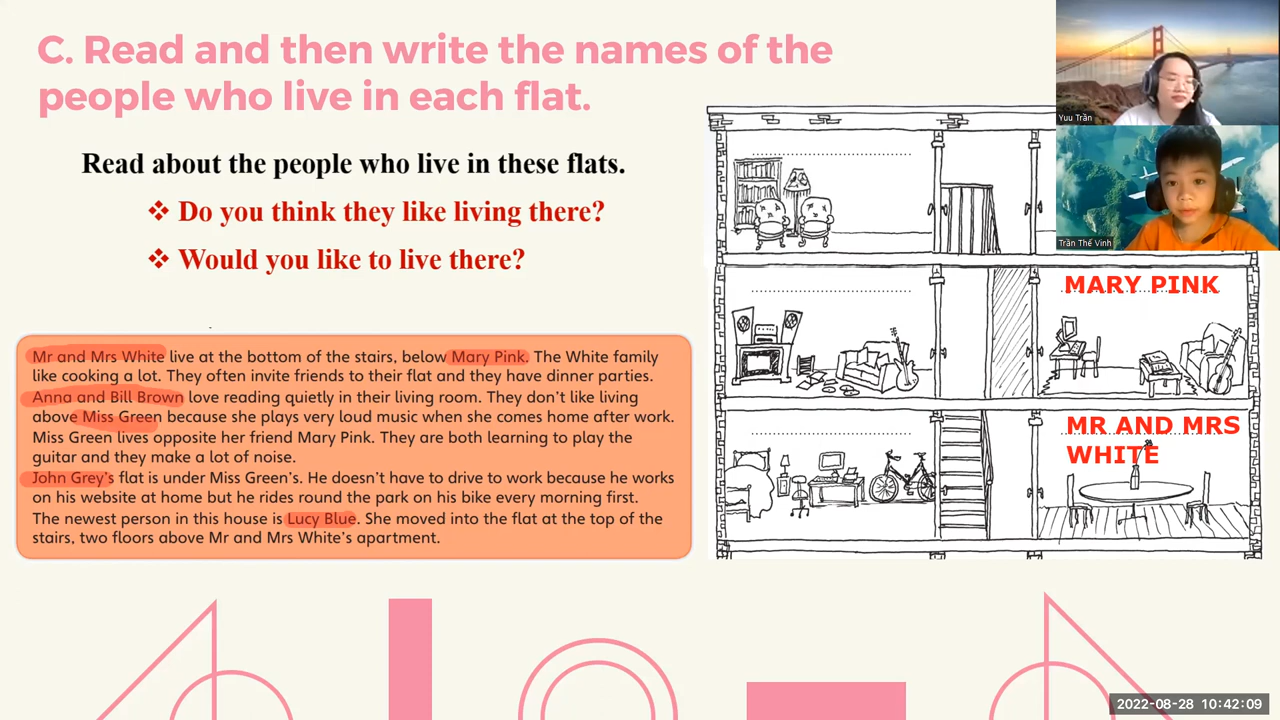 C. Read and then write the names of the
people who live in each flat.
Read about the people who live in these flats.
❖ Do you think they like living there?
❖ Would you like to live there?
Mr and Mrs White live at the bottom of the stairs, below Mary Pink. The White family
like cooking a lot. They often invite friends to their flat and they have dinner parties.
Anna and Bill Brown love reading quietly in their living room. They don't like living
above Miss Green because she plays very loud music when she comes home after work.
Miss Green lives opposite her friend Mary Pink. They are both learning to play the
guitar and they make a lot of noise.
John Grey's flat is under Miss Green's. He doesn't have to drive to work because he works
on his website at home but he rides round the park on his bike every morning first.
The newest person in this house is Lucy Blue. She moved into the flat at the top of the
stairs, two floors above Mr and Mrs White's apartment.
MARY PINK
MR AND MRS
WHITE
Yuu Trần
Trần Thế Vinh
2022-08-28 10:42:09